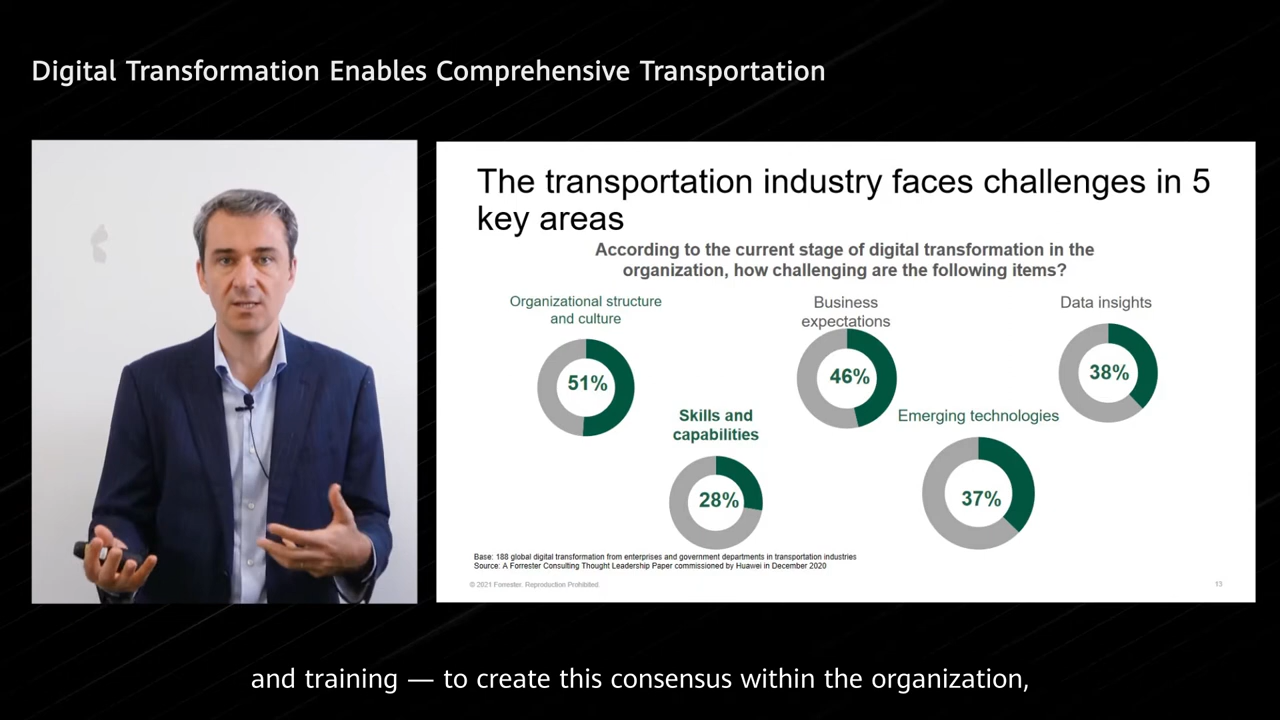 Digital Transformation Enables Comprehensive Transportation
The transportation industry faces challenges in 5
key areas
According to the current stage of digital transformation in the
organization, how challenging are the following items?
Organizational structure
and culture
51%
Business
expectations
46%
Data insights
38%
Skills and
capabilities
28%
Emerging technologies
37%
Base: 188 global digital transformation from enterprises and government departments in transportation industries
Source: A Forrester Consulting Thought Leadership Paper commissioned by Huawei in December 2020
© 2021 Forrester. Reproduction Prohibited.
13
and training — to create this consensus within the organization,